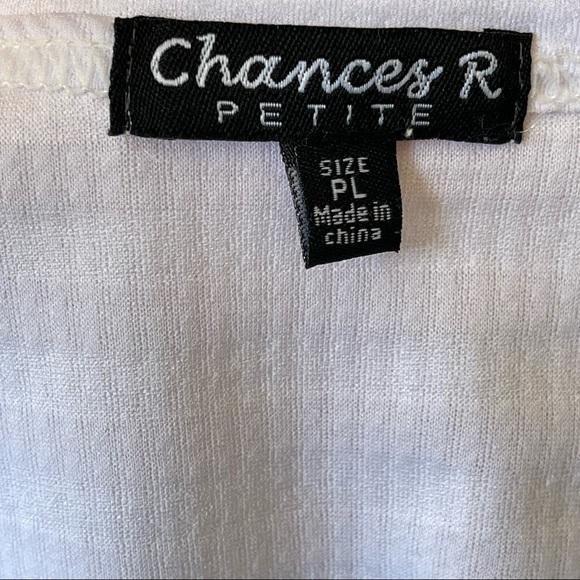 Chances R
PETITE
SIZE
PL
Made in
china